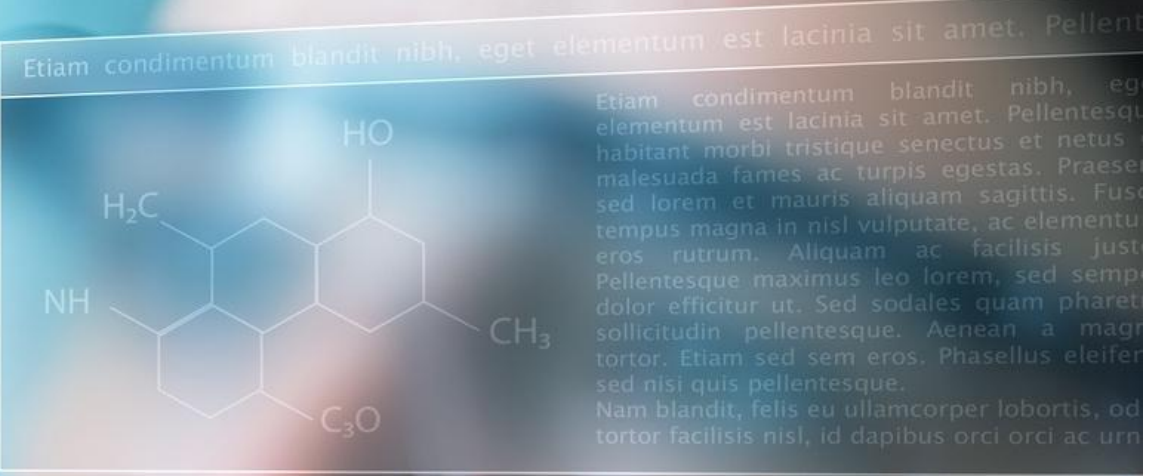 Etiam condimentum blandit nibh, eget elementum est lacinia sit amet. Pellent
HO
H₂C
NH
CH₃
C₃O
Etiam condimentum blandit nibh, eg
elementum est lacinia sit amet. Pellentesqu
habitant morbi tristique senectus et netus
malesuada fames ac turpis egestas. Praese
sed lorem et mauris aliquam sagittis. Fusc
tempus magna in nisl vulputate, ac elementu
eros rutrum. Aliquam ac facilisis just
Pellentesque maximus leo lorem, sed semp
dolor efficitur ut. Sed sodales quam pharet
sollicitudin pellentesque. Aenean a mag
tortor. Etiam sed sem eros. Phasellus eleife
sed nisi quis pellentesque.
Nam blandit, felis eu ullamcorper lobortis, od
tortor facilisis nisl, id dapibus orci orci ac urn